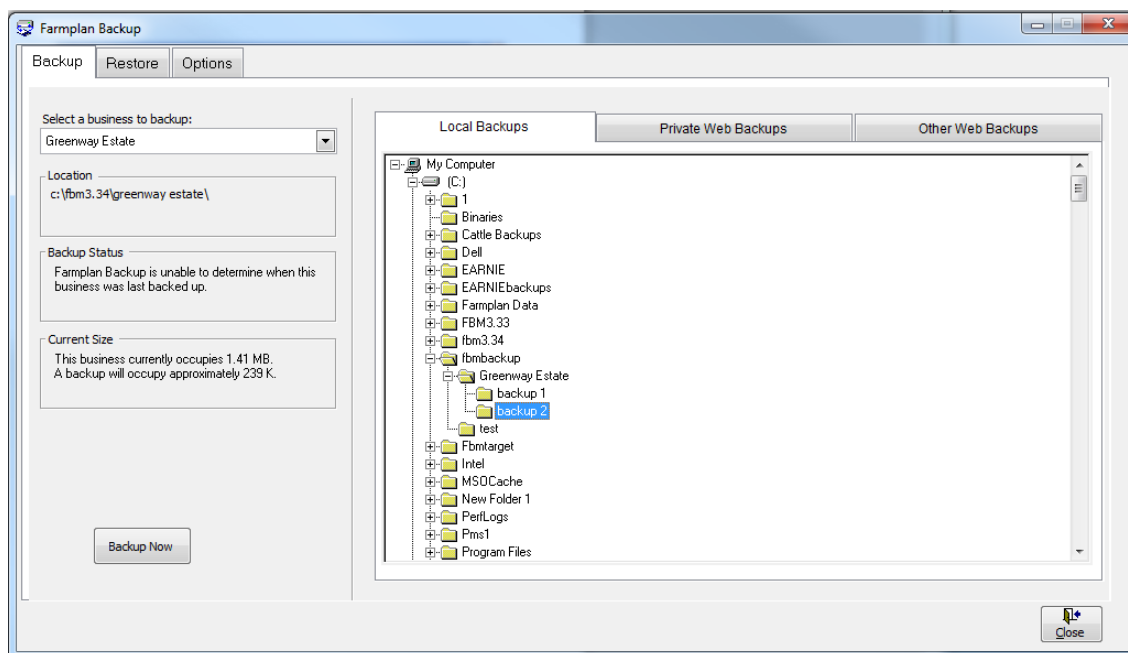 Farmplan Backup
Backup
Restore
Options
Select a business to backup:
Greenway Estate
Location
c:\fbm3.34\greenway estate\
Backup Status
Farmplan Backup is unable to determine when this
business was last backed up.
Current Size
This business currently occupies 1.41 MB.
A backup will occupy approximately 239 K.
Backup Now
Local Backups
Private Web Backups
Other Web Backups
My Computer
(C:)
1
Binaries
Cattle Backups
Dell
EARNIE
EARNIEbackups
Farmplan Data
FBM3.33
fbm3.34
fbmbackup
Greenway Estate
backup 1
backup 2
test
Fbmtarget
Intel
MSOCache
New Folder 1
PerfLogs
Pms1
Program Files
Close